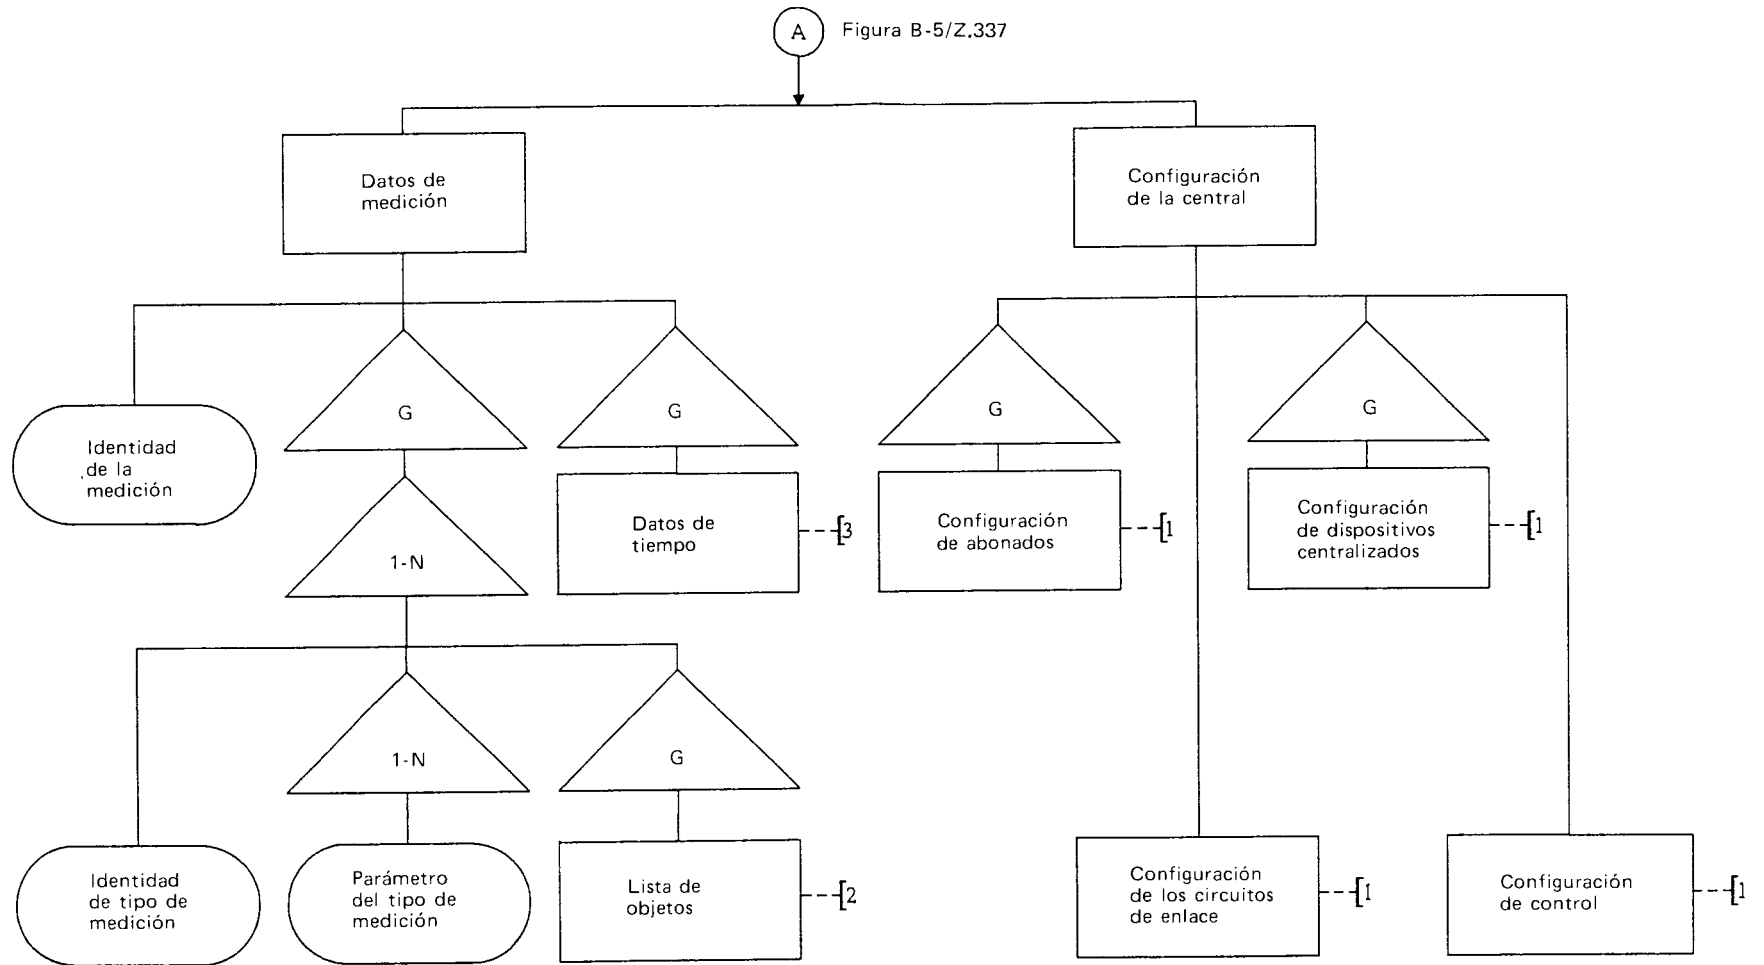 A
Figura B-5/Z.337
Datos de
medición
Configuración
de la central
G
G
G
G
Identidad
de la
medición
1-N
Datos de
tiempo
3
Configuración
de abonados
1
Configuración
de dispositivos
centralizados
1
1-N
G
Identidad
de tipo de
medición
Parámetro
del tipo de
medición
Lista de
objetos
2
Configuración
de los circuitos
de enlace
1
Configuración
de control
1